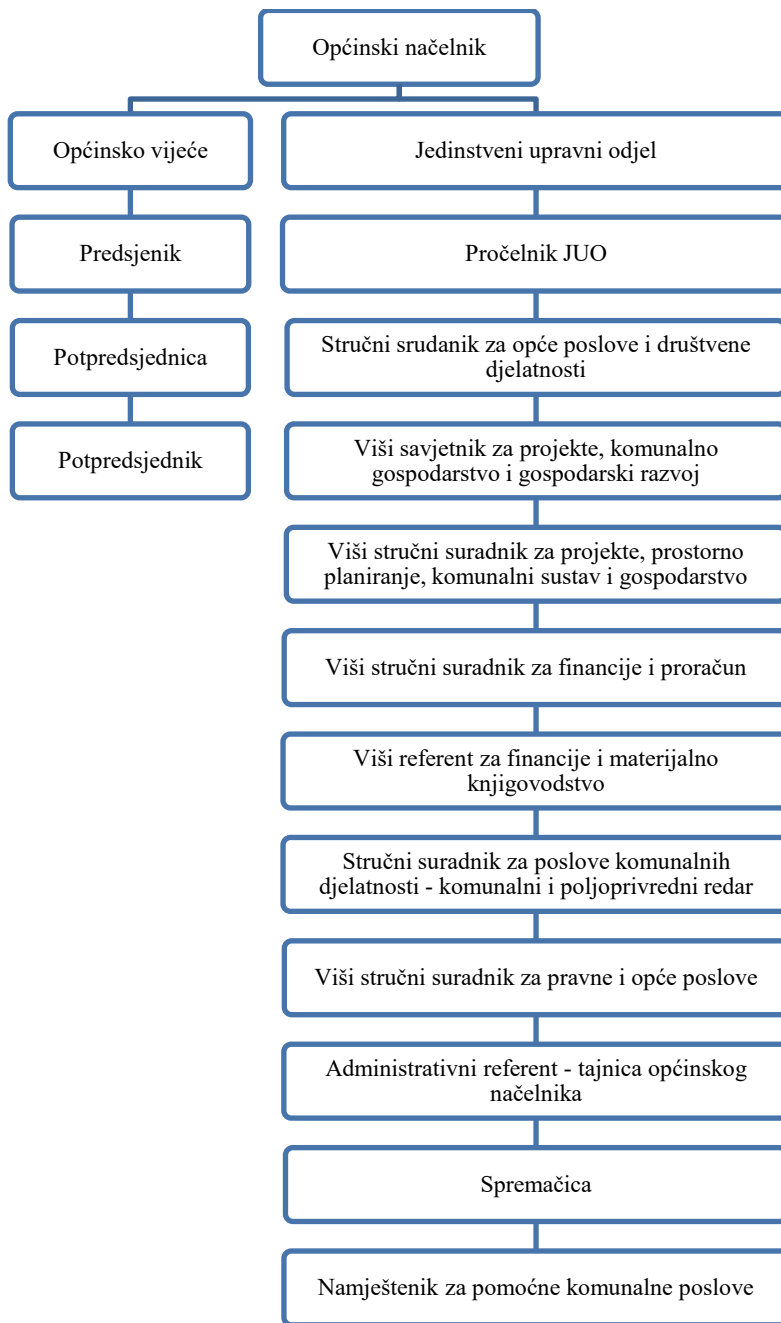 Općinski načelnik
Općinsko vijeće
Jedinstveni upravni odjel
Predsjenik
Pročelnik JUO
Potpredsjednica
Stručni srudanik za opće poslove i društvene
djelatnosti
Potpredsjednik
Viši savjetnik za projekte, komunalno
gospodarstvo i gospodarski razvoj
Viši stručni suradnik za projekte, prostorno
planiranje, komunalni sustav i gospodarstvo
Viši stručni suradnik za financije i proračun
Viši referent za financije i materijalno
knjigovodstvo
Stručni suradnik za poslove komunalnih
djelatnosti - komunalni i poljoprivredni redar
Viši stručni suradnik za pravne i opće poslove
Administrativni referent - tajnica općinskog
načelnika
Spremačica
Namještenik za pomoćne komunalne poslove